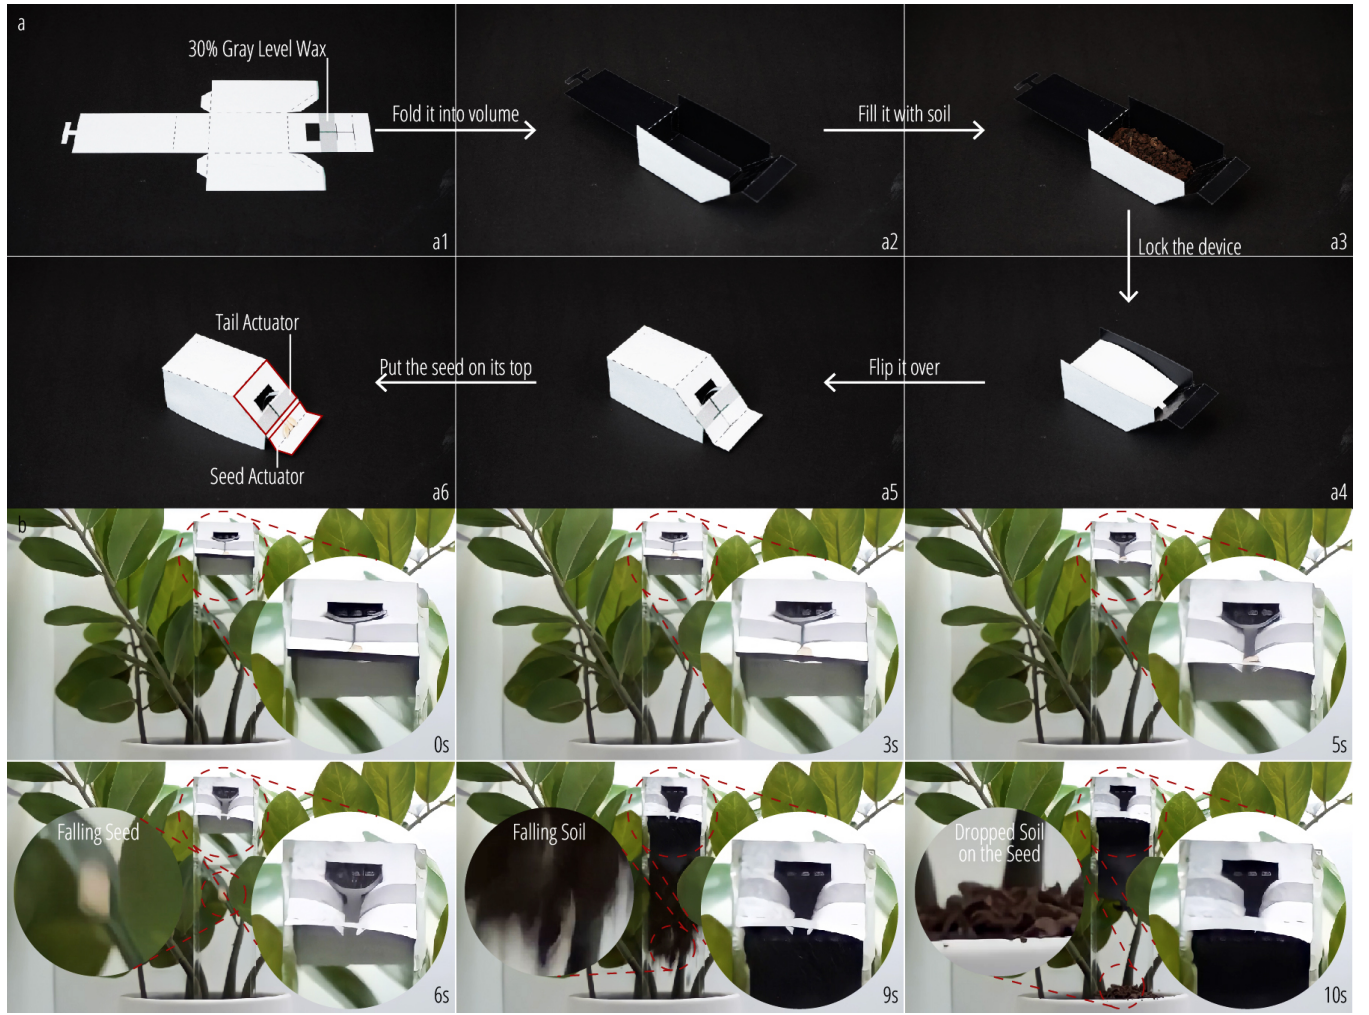 a
30% Gray Level Wax
Fold it into volume
Fill it with soil
a1
a2
a3
Lock the device
Tail Actuator
Put the seed on its top
Flip it over
Seed Actuator
a6
a5
a4
b
0s
3s
5s
Falling Seed
Falling Soil
Dropped Soil
on the Seed
6s
9s
10s